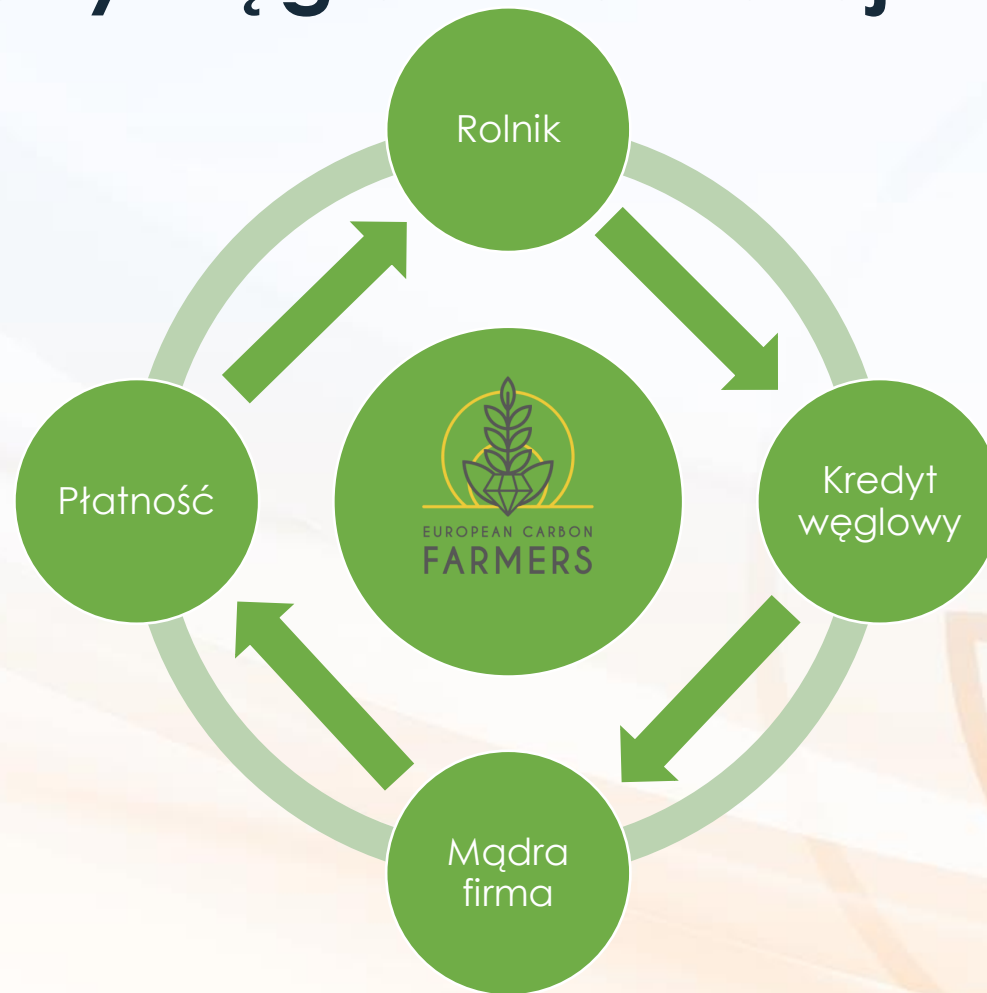 Rolnik
Płatność
EUROPEAN CARBON
FARMERS
Kredyt
węglowy
Mądra
firma